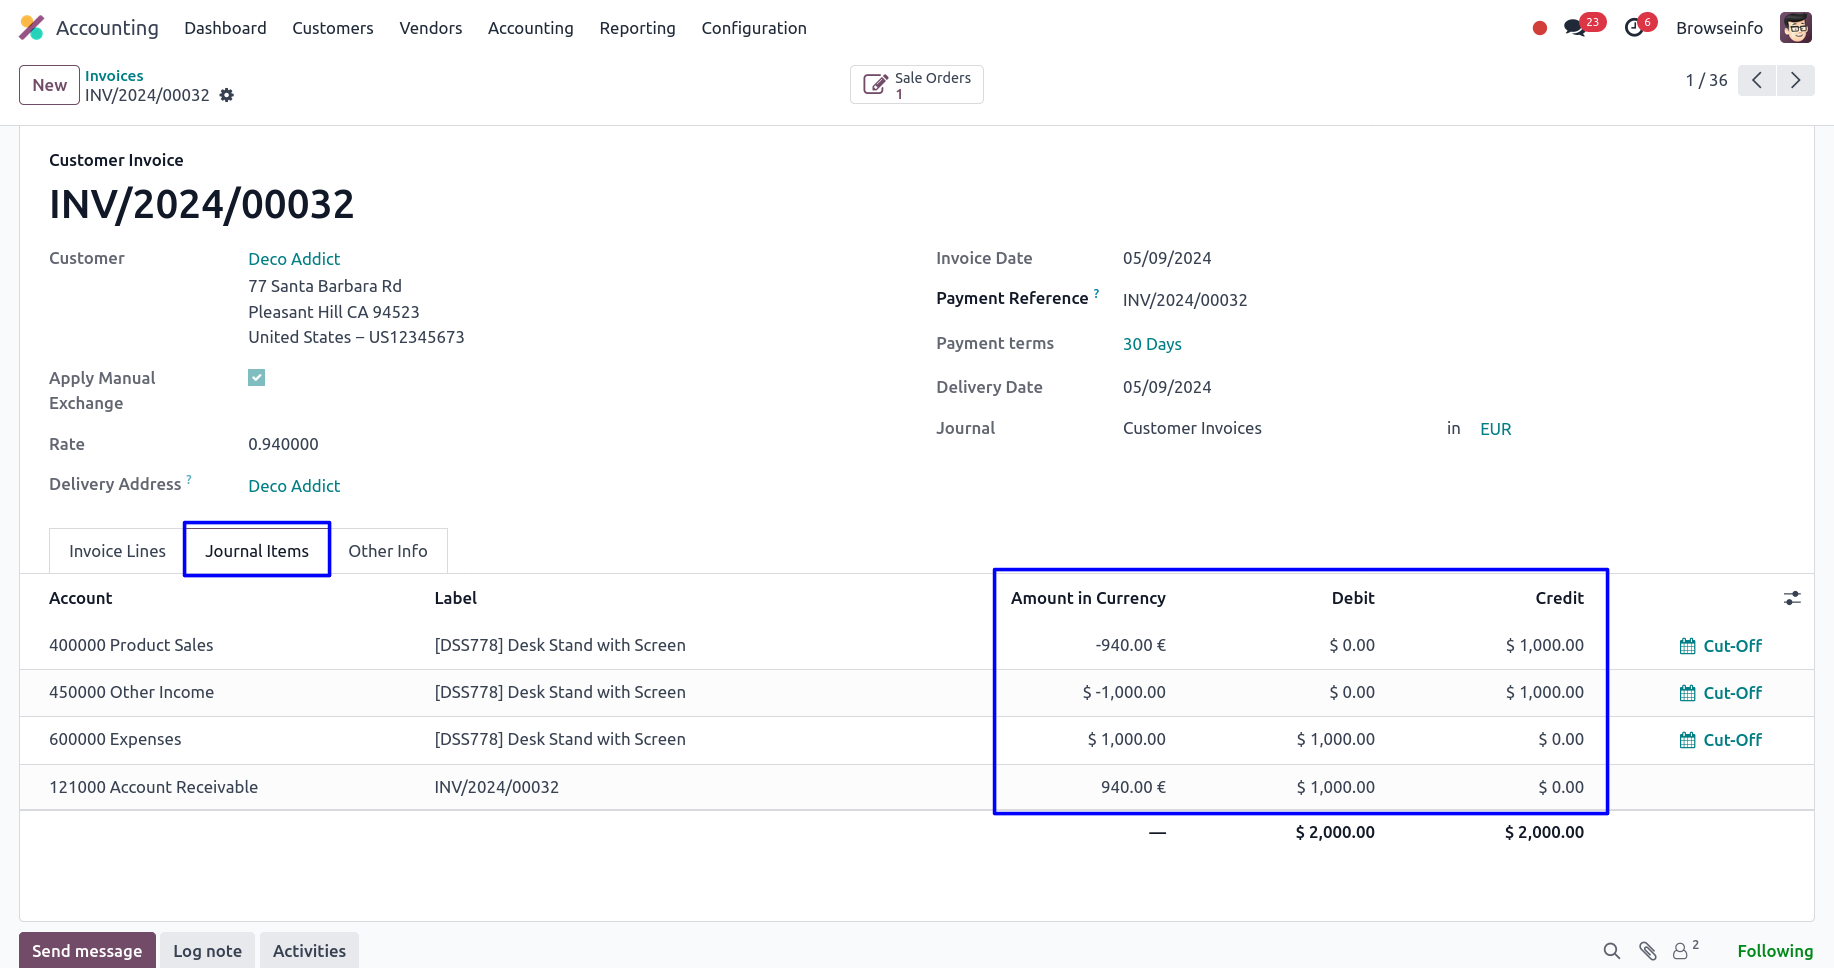 Accounting Dashboard Customers Vendors Accounting Reporting Configuration 23 6 Browseinfo
New
Invoices
INV/2024/00032
Sale Orders
1
1 / 36
Customer Invoice
INV/2024/00032
Customer Deco Addict
77 Santa Barbara Rd
Pleasant Hill CA 94523
United States – US12345673
Apply Manual
Exchange
Rate 0.940000
Delivery Address ? Deco Addict
Invoice Date 05/09/2024
Payment Reference ? INV/2024/00032
Payment terms 30 Days
Delivery Date 05/09/2024
Journal Customer Invoices in EUR
Invoice Lines Journal Items Other Info
Account Label Amount in Currency Debit Credit
400000 Product Sales [DSS778] Desk Stand with Screen -940.00 € $ 0.00 $ 1,000.00 Cut-Off
450000 Other Income [DSS778] Desk Stand with Screen $ -1,000.00 $ 0.00 $ 1,000.00 Cut-Off
600000 Expenses [DSS778] Desk Stand with Screen $ 1,000.00 $ 1,000.00 $ 0.00 Cut-Off
121000 Account Receivable INV/2024/00032 940.00 € $ 1,000.00 $ 0.00
— $ 2,000.00 $ 2,000.00
Send message Log note Activities 2 Following